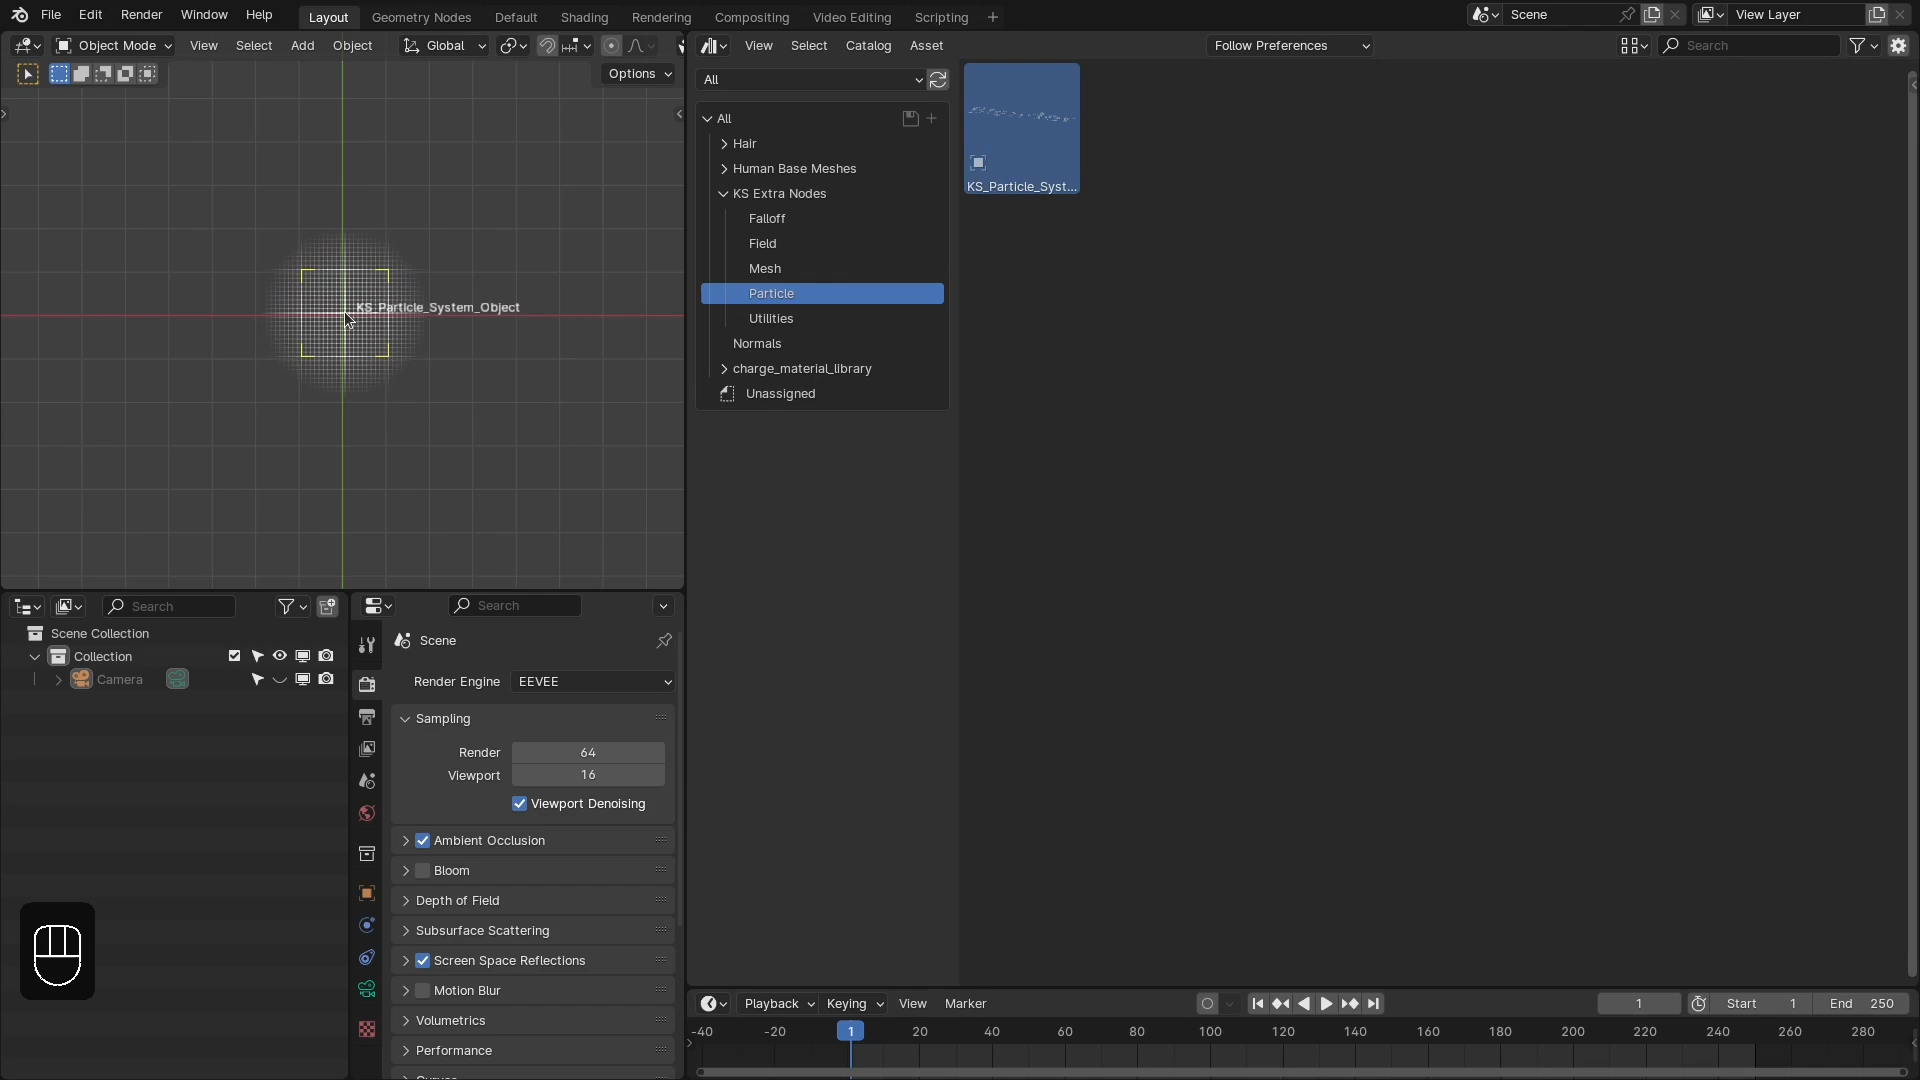 File Edit Render Window Help
Layout Geometry Nodes Default Shading Rendering Compositing Video Editing Scripting +
Scene
View Layer
Object Mode View Select Add Object Global
Options
KS_Particle_System_Object
View Select Catalog Asset Follow Preferences Search
All
All
Hair
Human Base Meshes
KS Extra Nodes
Falloff
Field
Mesh
Particle
Utilities
Normals
charge_material_library
Unassigned
KS_Particle_Syst...
Search
Scene Collection
Collection
Camera
Search
Scene
Render Engine EEVEE
Sampling
Render 64
Viewport 16
Viewport Denoising
Ambient Occlusion
Bloom
Depth of Field
Subsurface Scattering
Screen Space Reflections
Motion Blur
Volumetrics
Performance
Playback Keying View Marker 1 Start 1 End 250
-40 -20 1 20 40 60 80 100 120 140 160 180 200 220 240 260 280